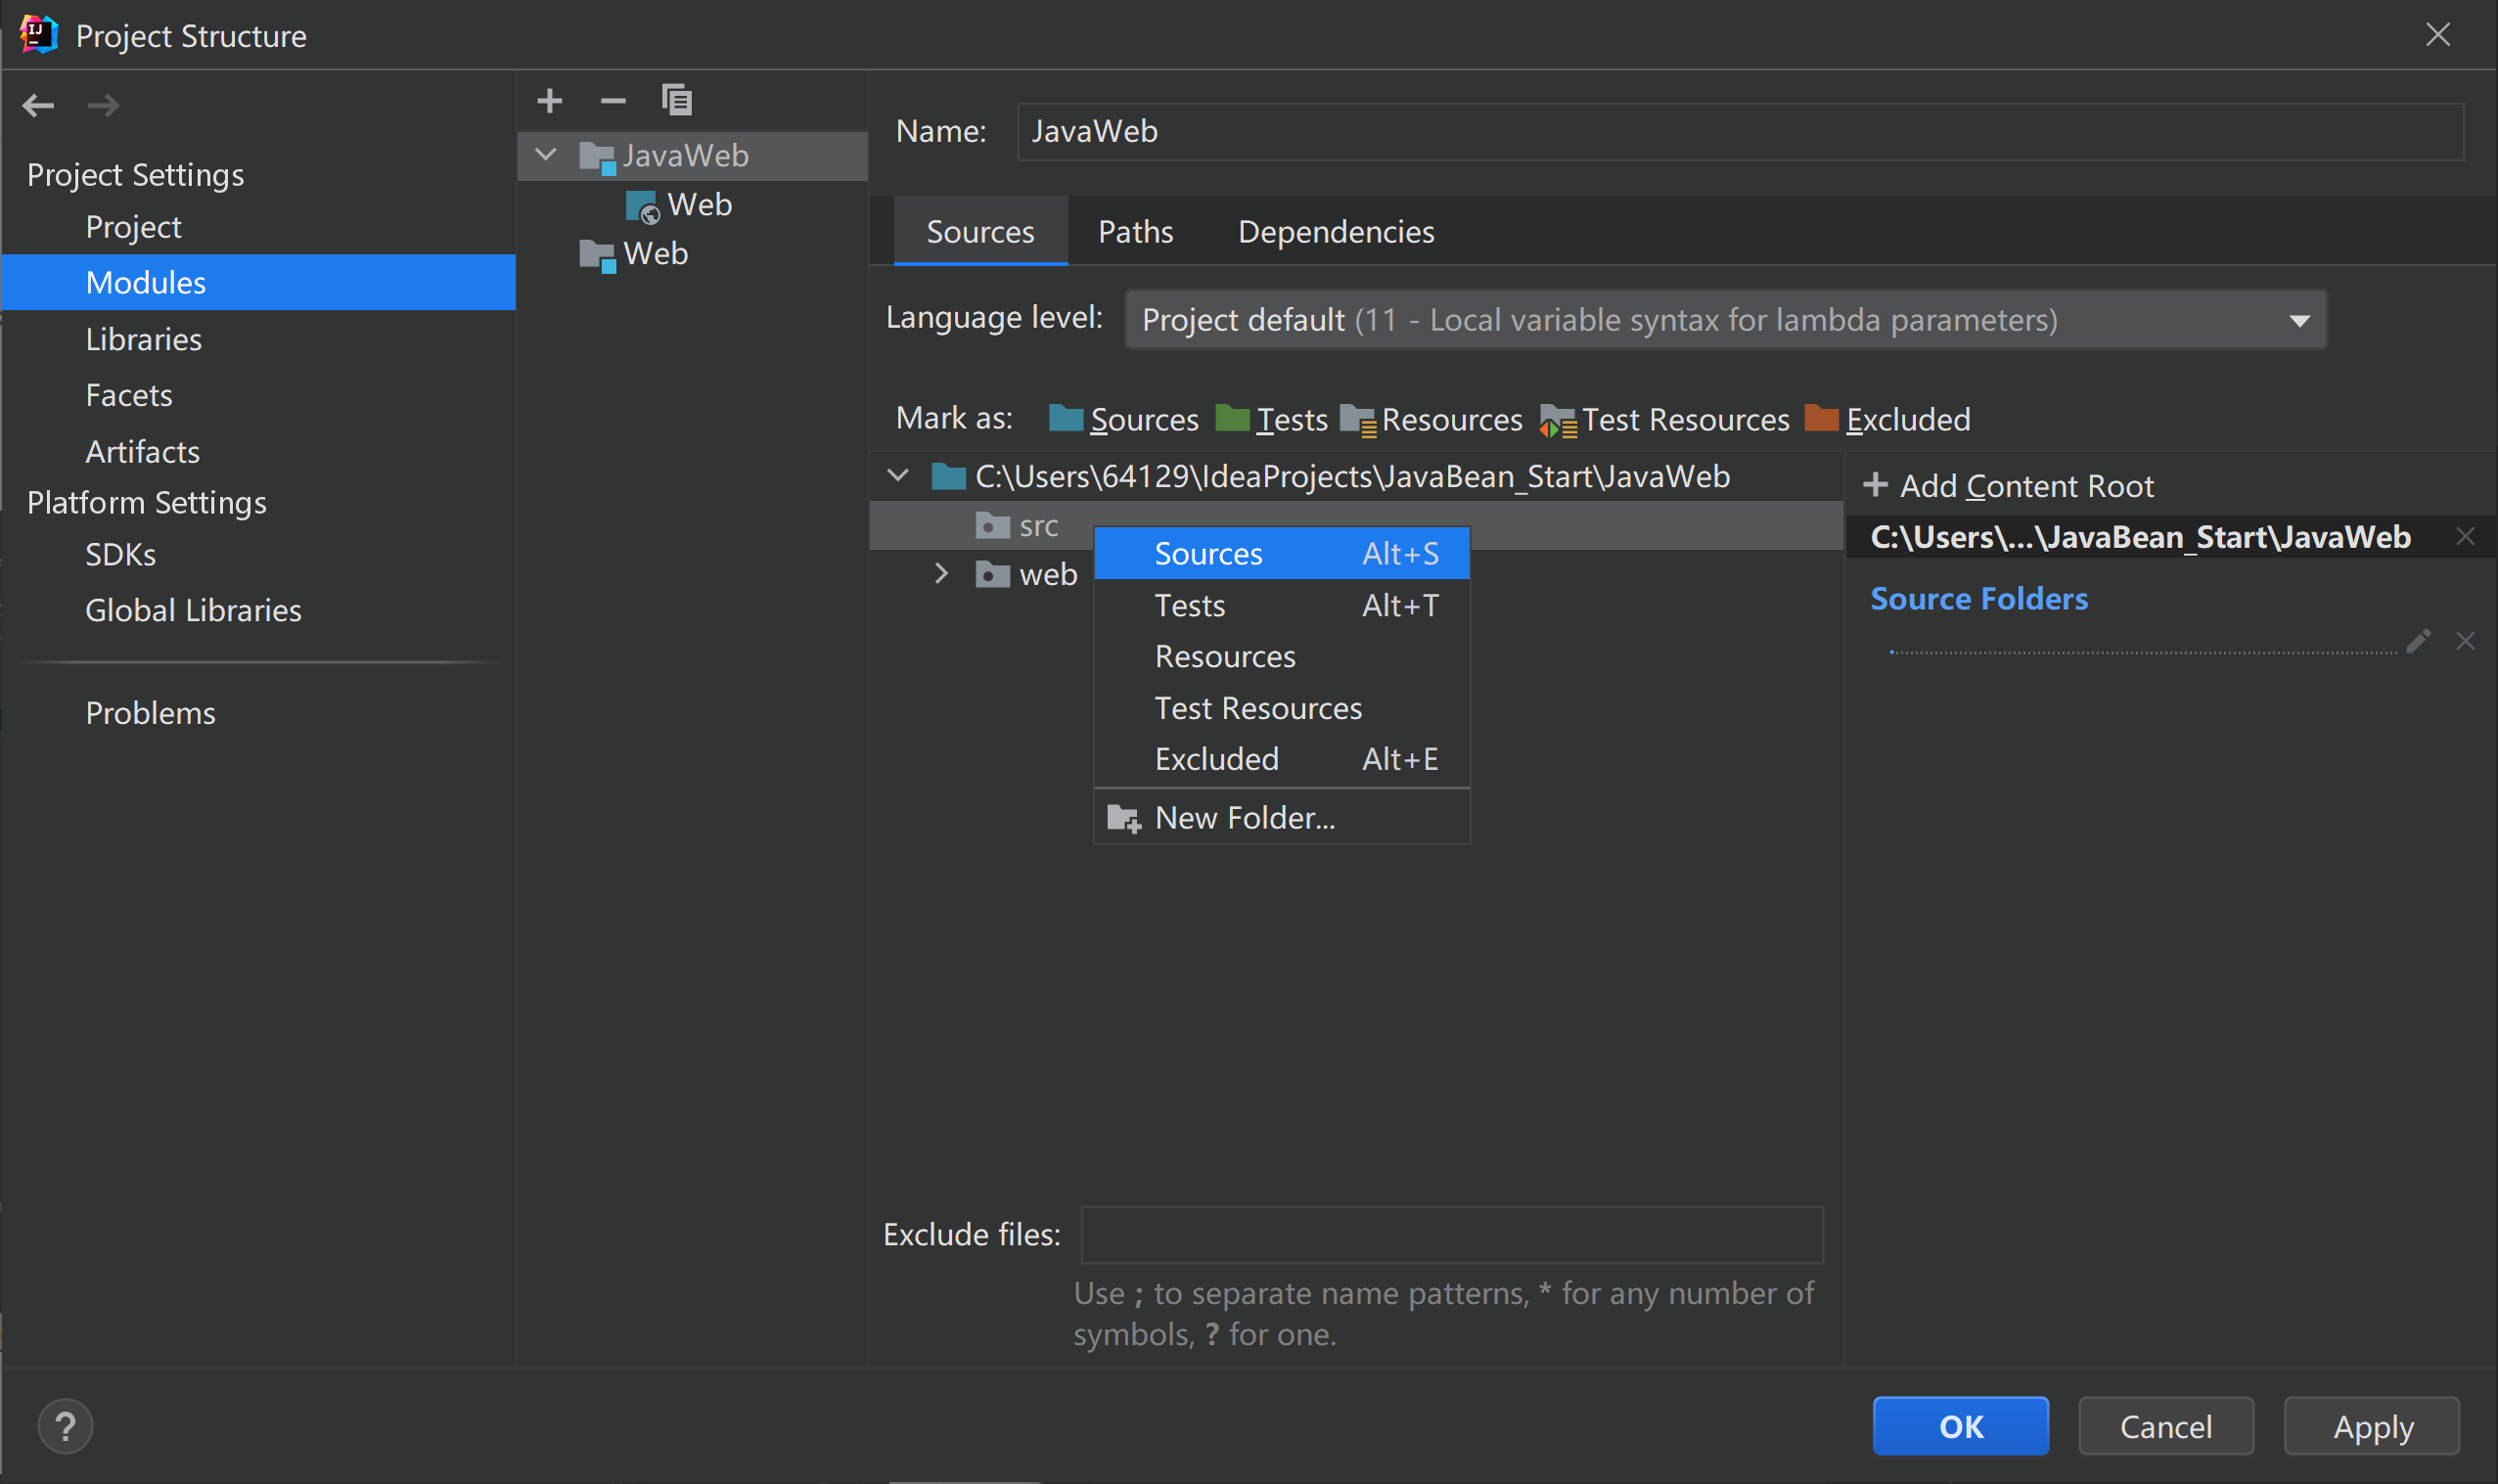 Project Structure
Project Settings
Project
Modules
Libraries
Facets
Artifacts
Platform Settings
SDKs
Global Libraries
Problems
JavaWeb
Web
Web
Name: JavaWeb
Sources Paths Dependencies
Language level: Project default (11 - Local variable syntax for lambda parameters)
Mark as: Sources Tests Resources Test Resources Excluded
C:\Users\64129\IdeaProjects\JavaBean_Start\JavaWeb
src
web
Sources Alt+S
Tests Alt+T
Resources
Test Resources
Excluded Alt+E
New Folder...
Add Content Root
C:\Users\...\JavaBean_Start\JavaWeb
Source Folders
.
Exclude files:
Use ; to separate name patterns, * for any number of
symbols, ? for one.
?
OK Cancel Apply